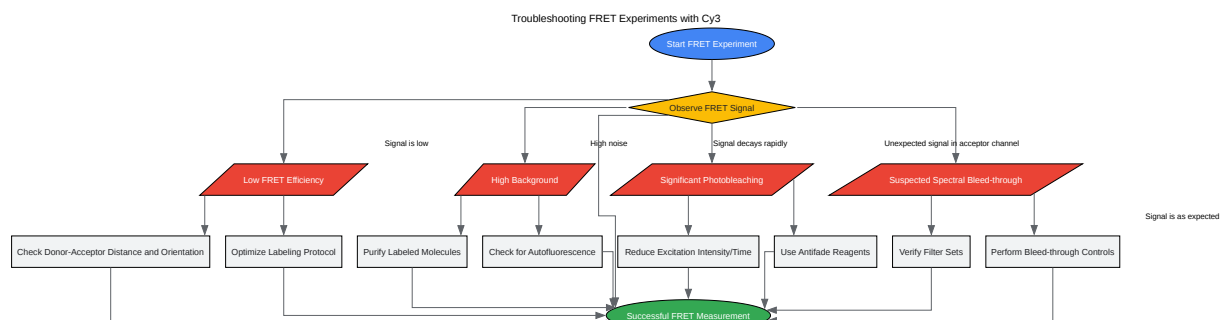 Troubleshooting FRET Experiments with Cy3
Start FRET Experiment
Observe FRET Signal
Signal is low
High noise
Signal decays rapidly
Unexpected signal in acceptor channel
Low FRET Efficiency
High Background
Significant Photobleaching
Suspected Spectral Bleed-through
Signal is as expected
Check Donor-Acceptor Distance and Orientation
Optimize Labeling Protocol
Purify Labeled Molecules
Check for Autofluorescence
Reduce Excitation Intensity/Time
Use Antifade Reagents
Verify Filter Sets
Perform Bleed-through Controls
Successful FRET Measurement